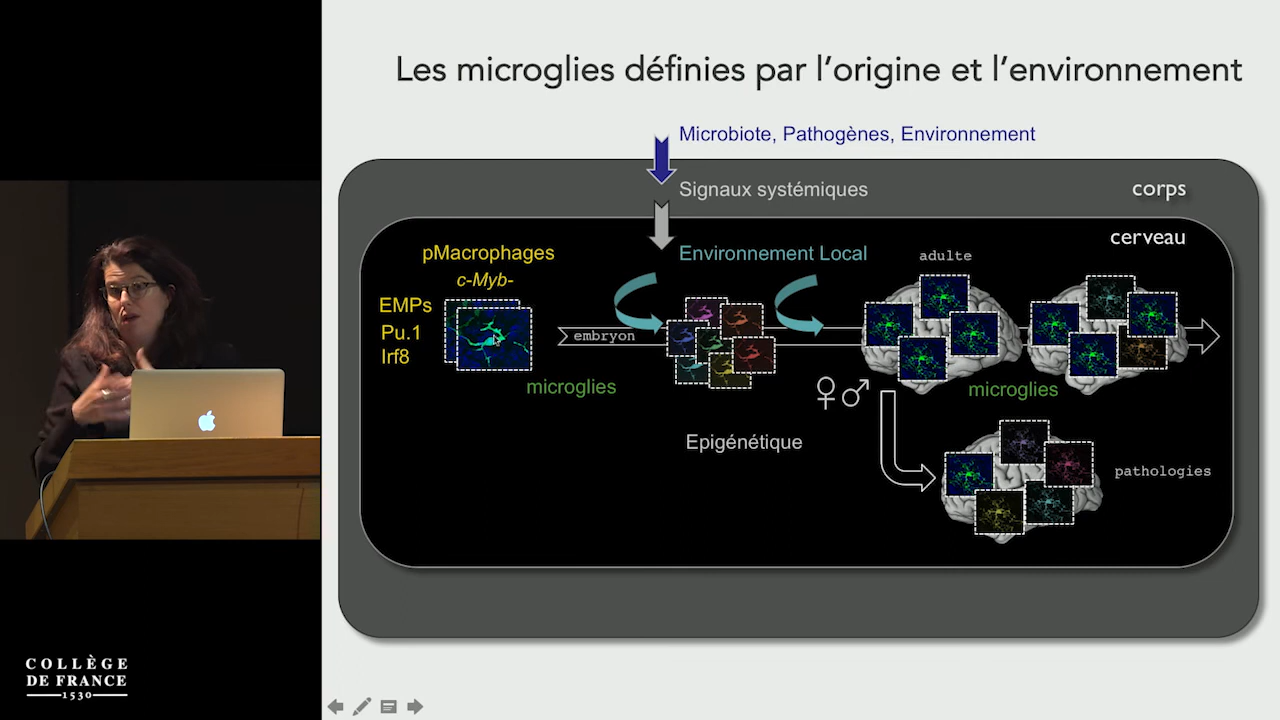 Les microglies définies par l’origine et l’environnement
Microbiote, Pathogènes, Environnement
Signaux systémiques
corps
cerveau
pMacrophages
c-Myb-
Environnement Local
adulte
EMPs
Pu.1
Irf8
embryon
microglies
microglies
♀♂
Epigénétique
pathologies
COLLÈGE
DE FRANCE
1530